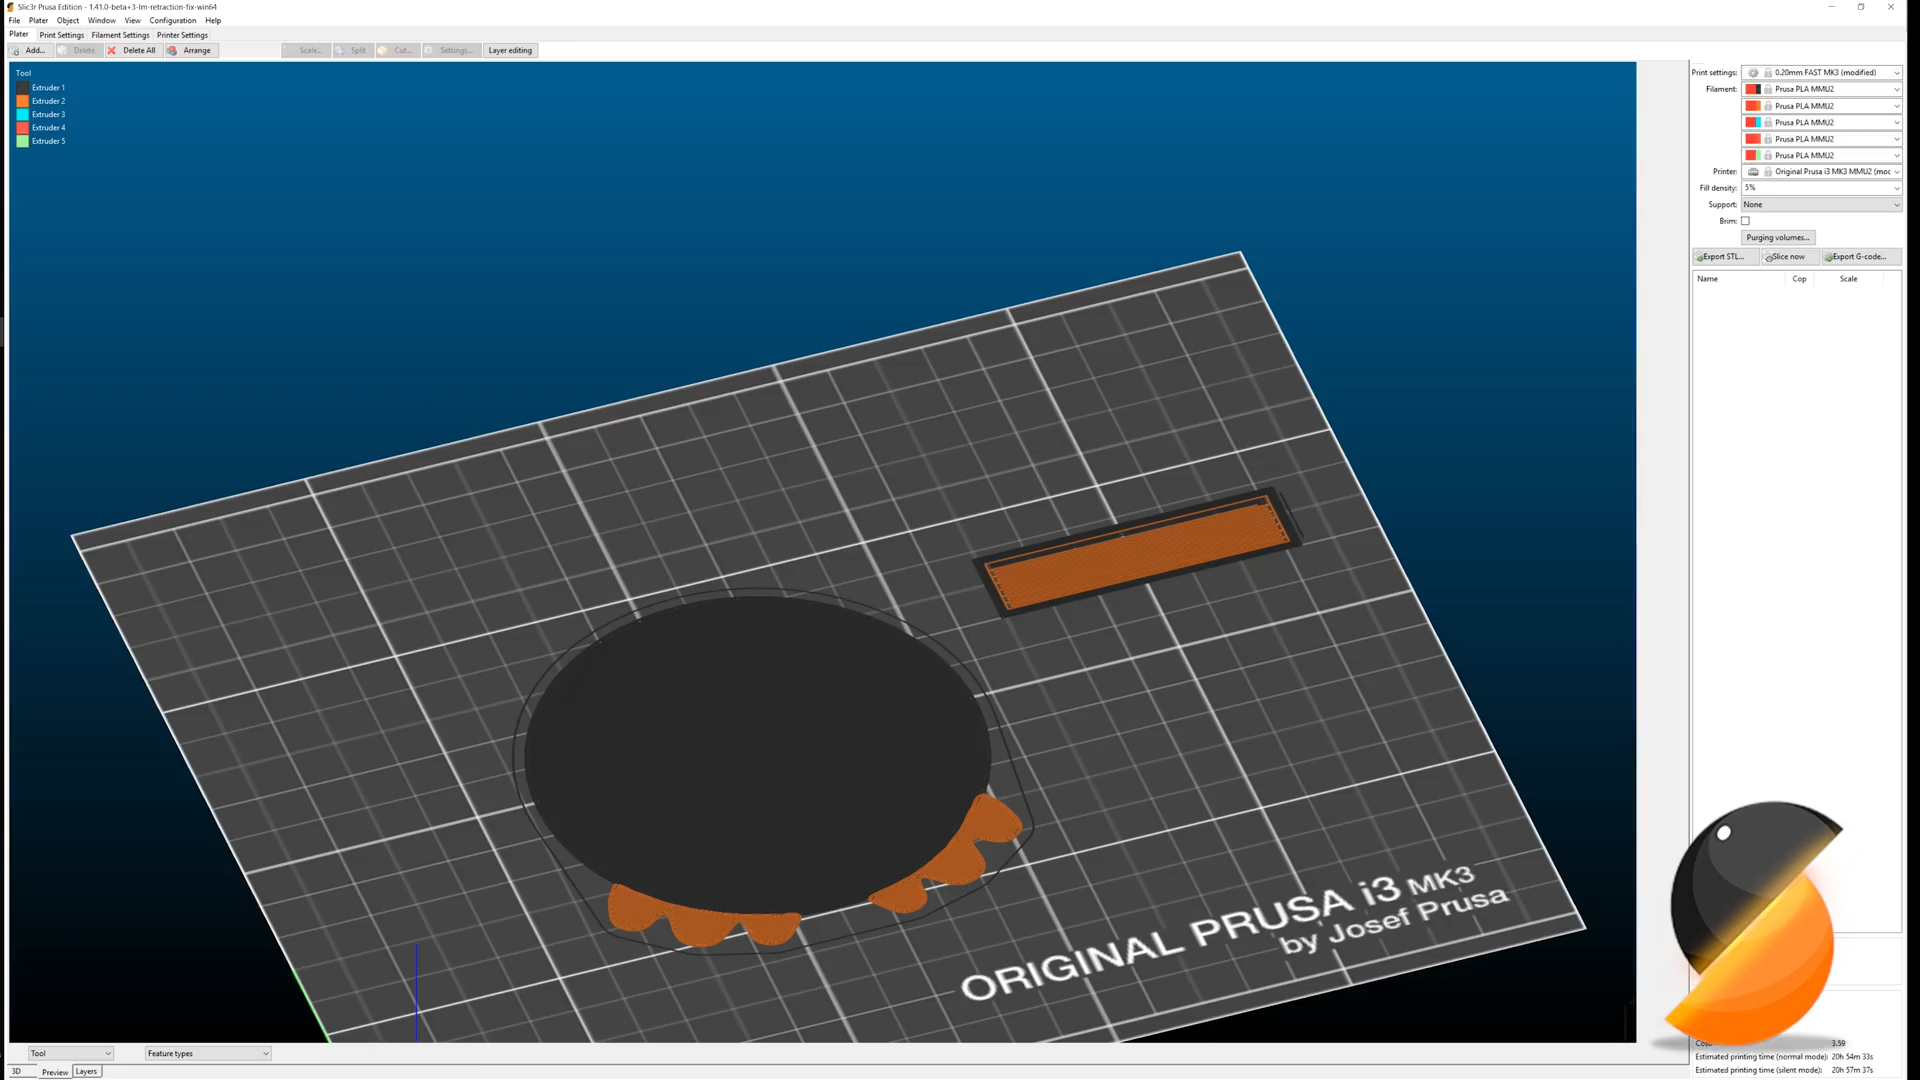 Slic3r Prusa Edition - 1.41.0-beta+3-lm-retraction-fix-win64
File Plater Object Window View Configuration Help
Plater Print Settings Filament Settings Printer Settings
Add... Delete Delete All Arrange Scale... Split Cut... Settings... Layer editing
Tool
Extruder 1
Extruder 2
Extruder 3
Extruder 4
Extruder 5
Print settings: 0.20mm FAST MK3 (modified)
Filament: Prusa PLA MMU2
Prusa PLA MMU2
Prusa PLA MMU2
Prusa PLA MMU2
Prusa PLA MMU2
Printer: Original Prusa i3 MK3 MMU2 (moc
Fill density: 5%
Support: None
Brim:
Purging volumes...
Export STL... Slice now Export G-code...
Name Cop Scale
ORIGINAL PRUSA i3 MK3
by Josef Prusa
3.59
Estimated printing time (normal mode): 20h 54m 33s
Estimated printing time (silent mode): 20h 57m 37s
Tool Feature types
3D Preview Layers